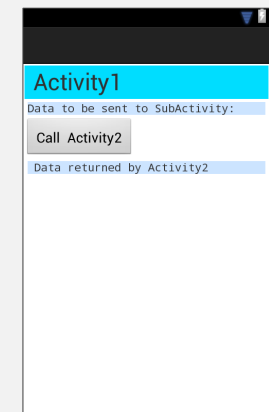 Activity1
Data to be sent to SubActivity:
Call Activity2
Data returned by Activity2